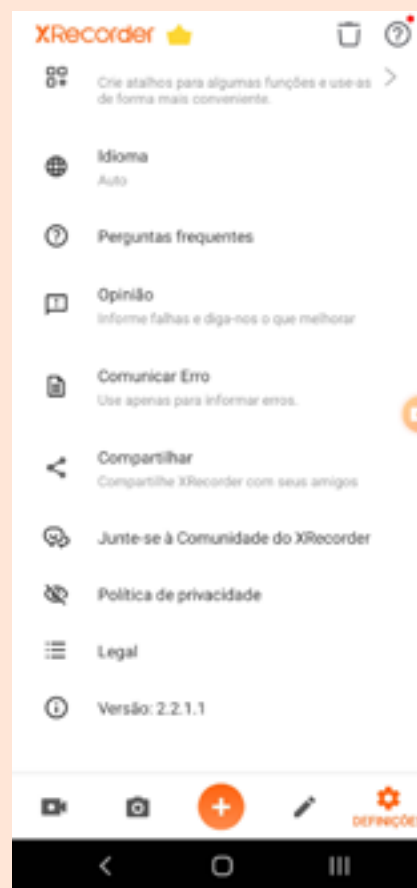 XRecorder
Crie atalhos para algumas funções e use-as
de forma mais conveniente.
Idioma
Auto
Perguntas frequentes
Opinião
Informe falhas e diga-nos o que melhorar
Comunicar Erro
Use apenas para informar erros.
Compartilhar
Compartilhe XRecorder com seus amigos
Junte-se à Comunidade do XRecorder
Política de privacidade
Legal
Versão: 2.2.1.1
DEFINIÇÕES